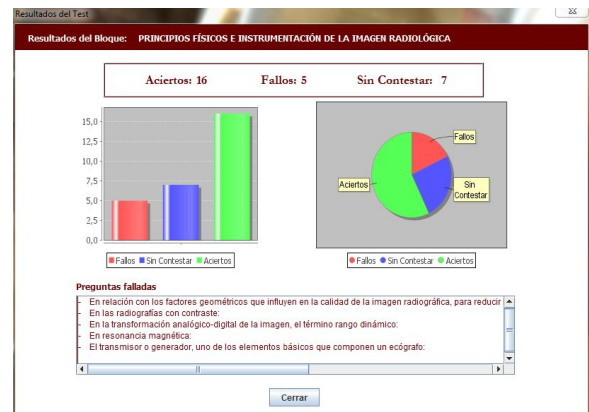 Resultados del Test
Resultados del Bloque: PRINCIPIOS FÍSICOS E INSTRUMENTACIÓN DE LA IMAGEN RADIOLÓGICA
Aciertos: 16 Fallos: 5 Sin Contestar: 7
15,0
12,5
10,0
7,5
5,0
2,5
0,0
Fallos Sin Contestar Aciertos
Fallos
Aciertos
Sin
Contestar
Fallos Sin Contestar Aciertos
Preguntas falladas
- En relación con los factores geométricos que influyen en la calidad de la imagen radiográfica, para reducir
- En las radiografías con contraste:
- En la transformación analógico-digital de la imagen, el término rango dinámico:
- En resonancia magnética:
- El transmisor o generador, uno de los elementos básicos que componen un ecógrafo:
Cerrar